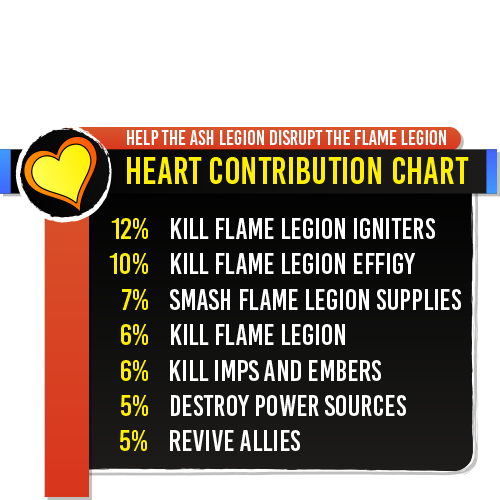 HELP THE ASH LEGION DISRUPT THE FLAME LEGION
HEART CONTRIBUTION CHART
12% KILL FLAME LEGION IGNITERS
10% KILL FLAME LEGION EFFIGY
7% SMASH FLAME LEGION SUPPLIES
6% KILL FLAME LEGION
6% KILL IMPS AND EMBERS
5% DESTROY POWER SOURCES
5% REVIVE ALLIES